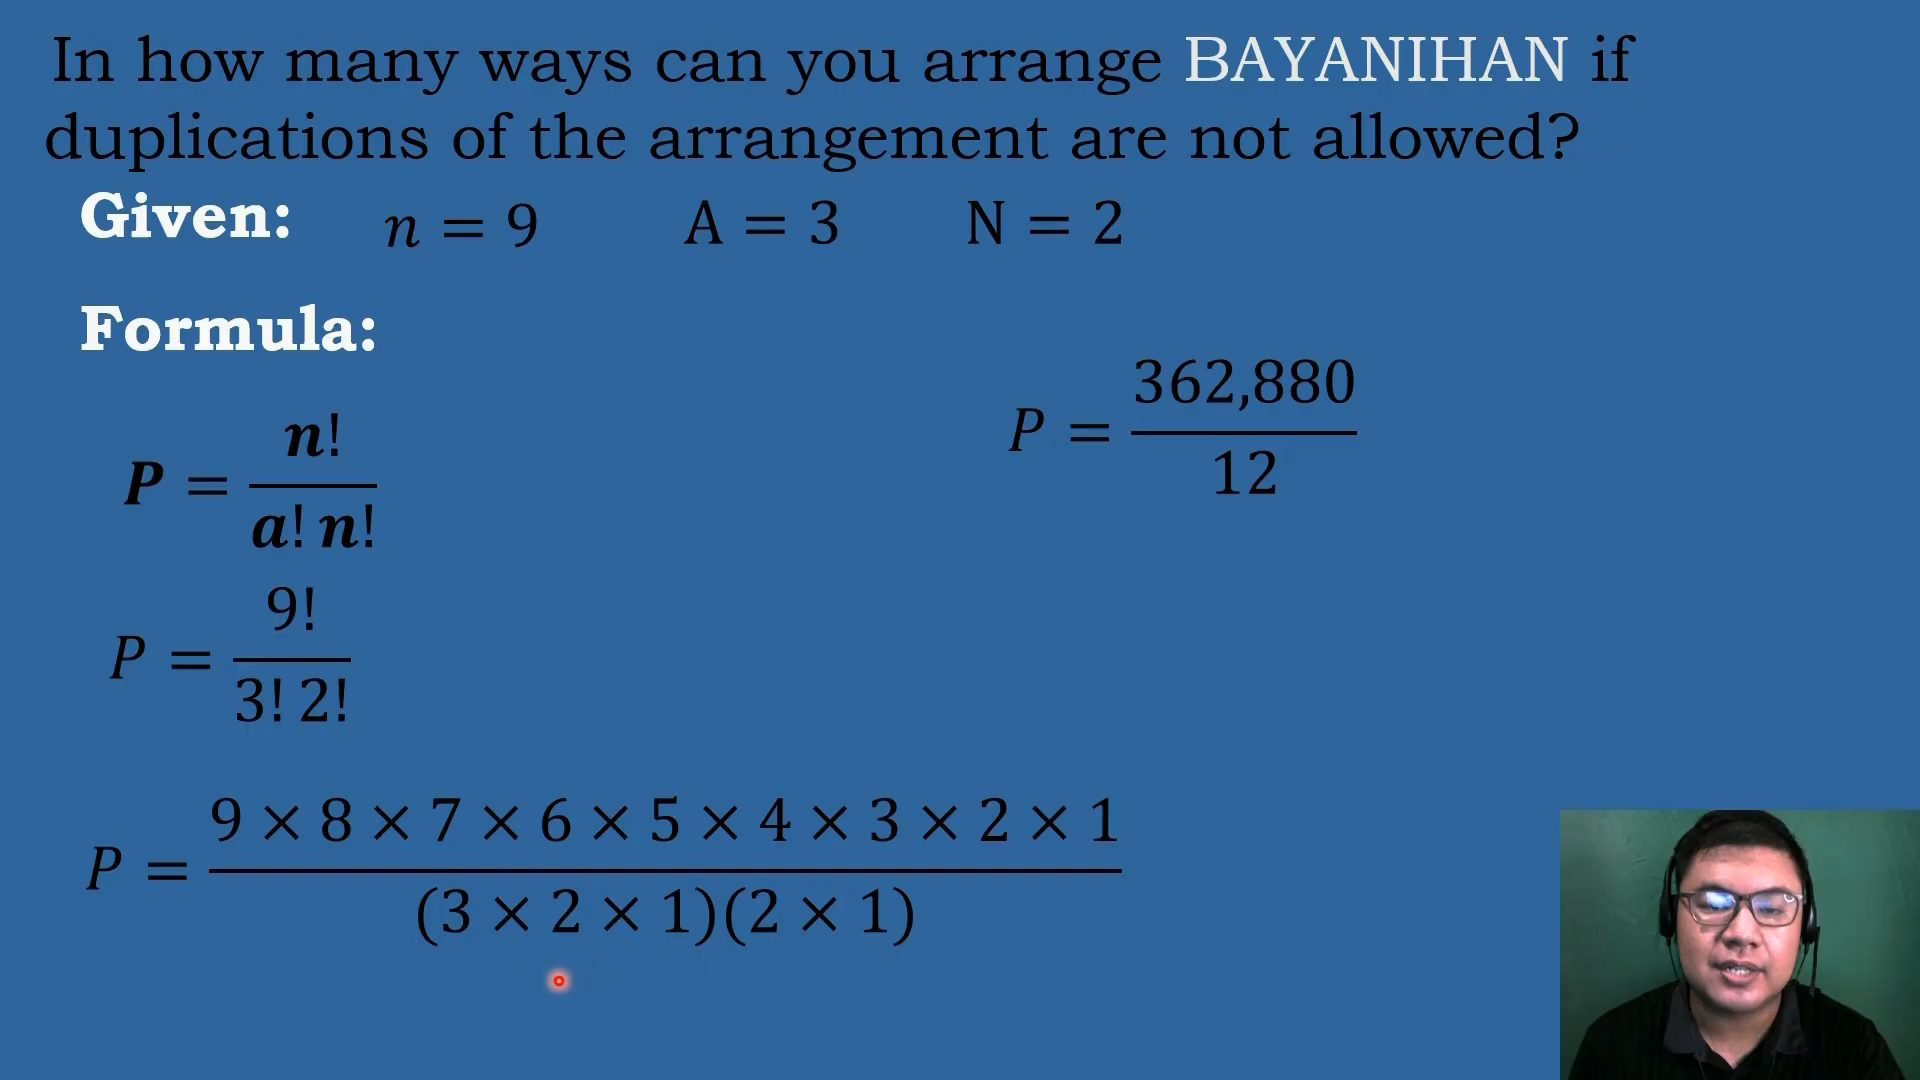 In how many ways can you arrange BAYANIHAN if
duplications of the arrangement are not allowed?
Given: n = 9 A = 3 N = 2
Formula:
P = n! / a! n!
P = 9! / 3! 2!
P = 9 × 8 × 7 × 6 × 5 × 4 × 3 × 2 × 1 / (3 × 2 × 1)(2 × 1)
P = 362,880 / 12